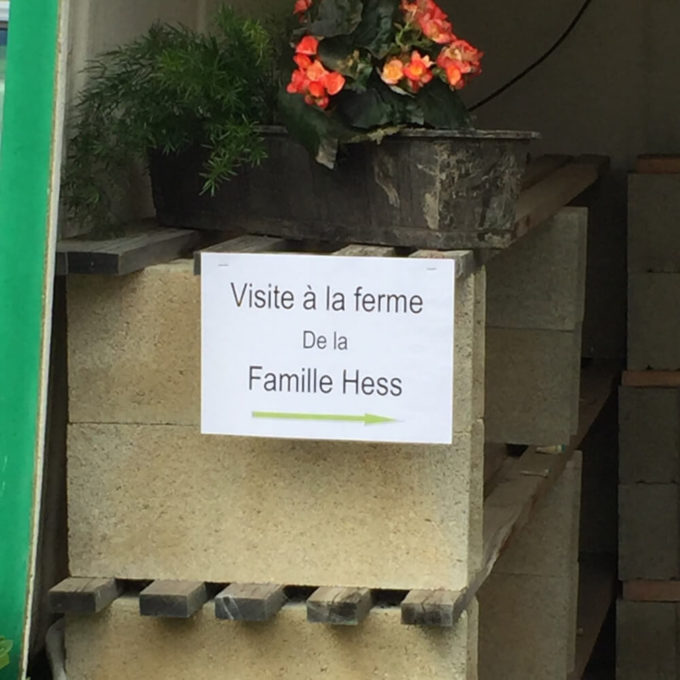 Visite à la ferme
De la
Famille Hess